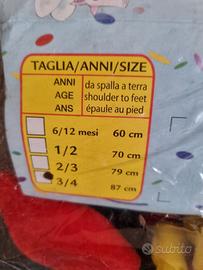 TAGLIA/ANNI/SIZE
ANNI da spalla a terra
AGE shoulder to feet
ANS épaule au pied
6/12 mesi 60 cm
1/2 70 cm
2/3 79 cm
3/4 87 cm
subito